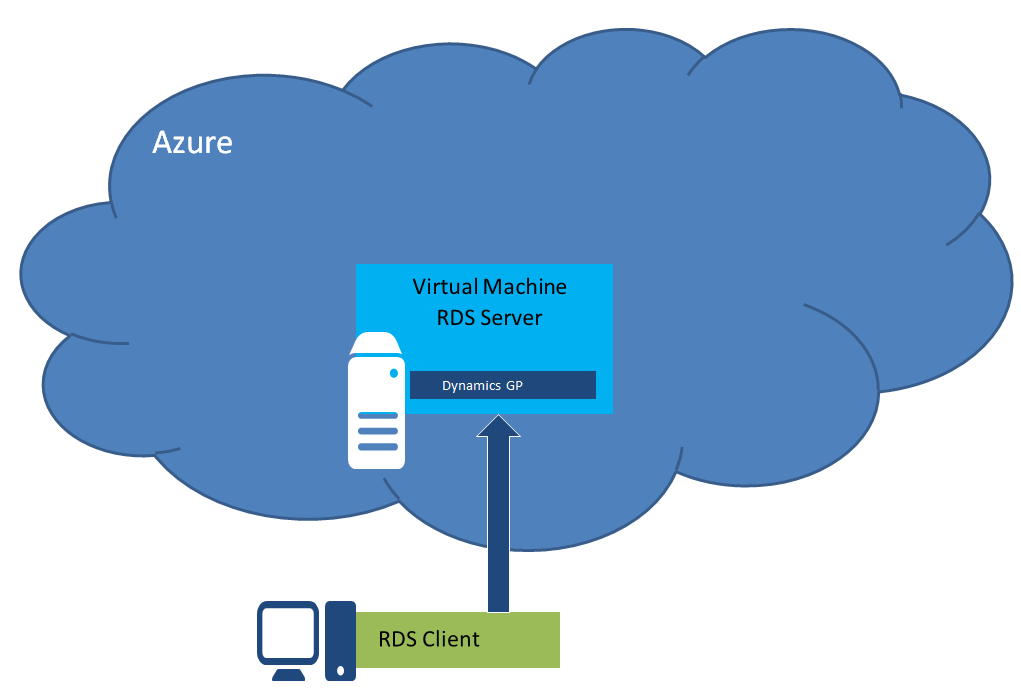 Azure
Virtual Machine
RDS Server
Dynamics GP
RDS Client